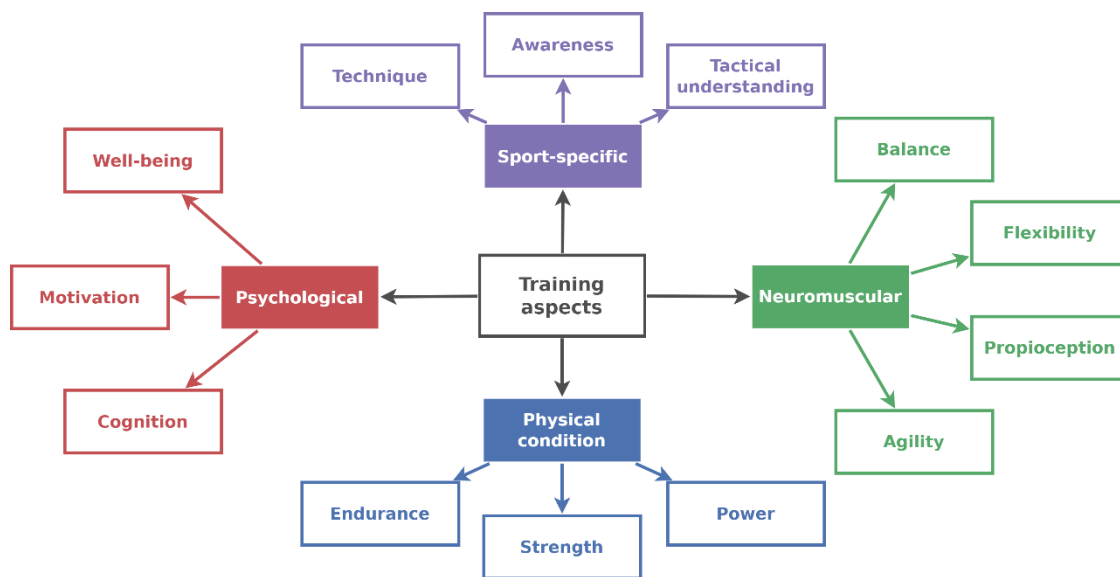 Awareness
Technique
Tactical
understanding
Sport-specific
Well-being
Motivation
Cognition
Psychological
Training
aspects
Neuromuscular
Balance
Flexibility
Propioception
Agility
Physical
condition
Endurance
Strength
Power